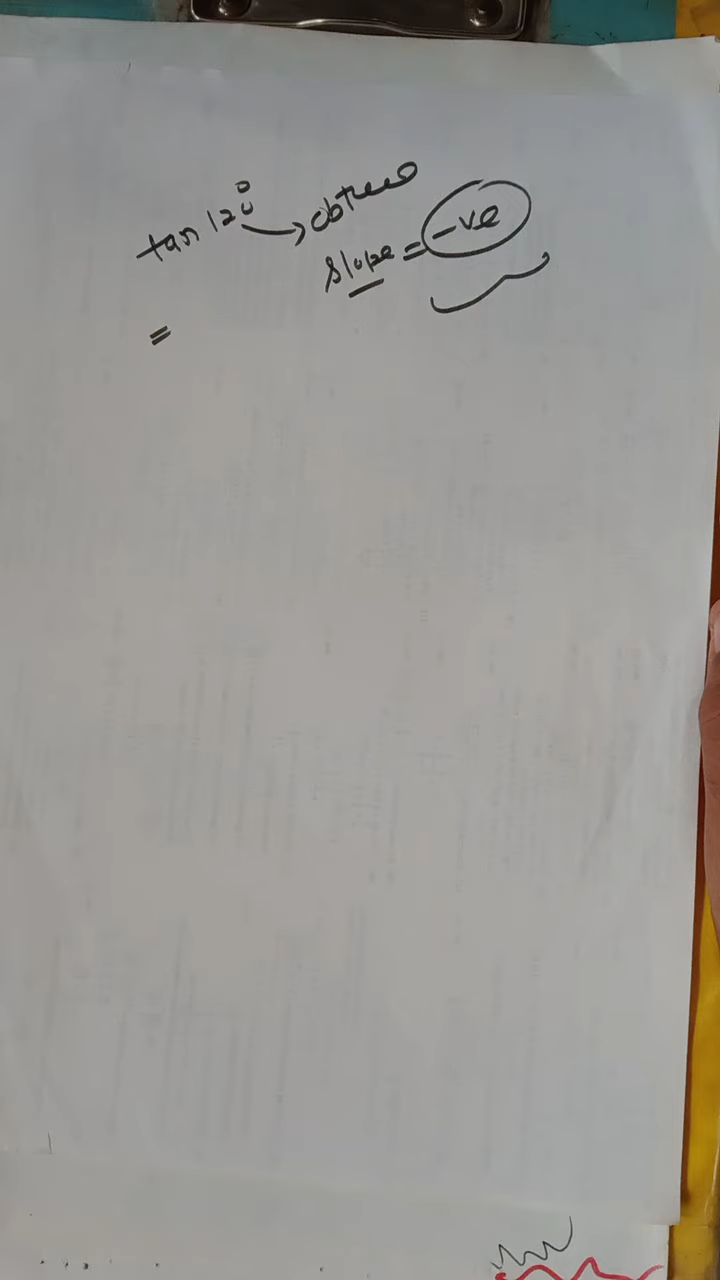 tan 120° → obtuse
slope = -ve
=